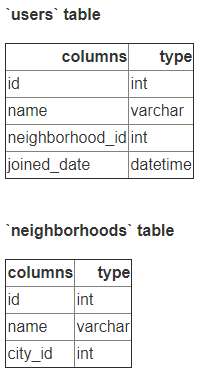 `users` table
columns type
id int
name varchar
neighborhood_id int
joined_date datetime
`neighborhoods` table
columns type
id int
name varchar
city_id int